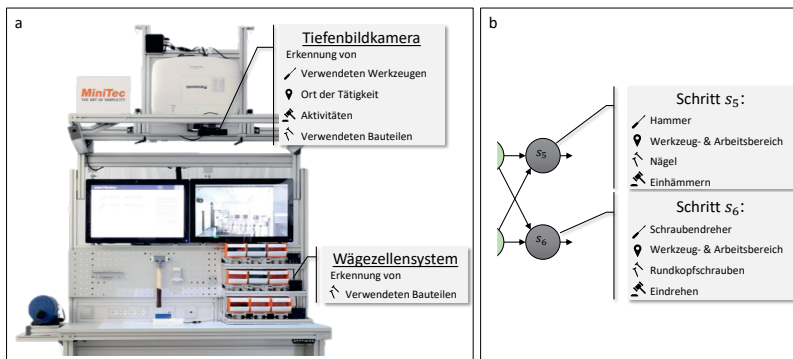 a
Tiefenbildkamera
Erkennung von
Verwendeten Werkzeugen
Ort der Tätigkeit
Aktivitäten
Verwendeten Bauteilen
MiniTec
THE ART OF SIMPLICITY
Panasonic
Wägezellensystem
Erkennung von
Verwendeten Bauteilen
b
Schritt s5:
Hammer
Werkzeug- & Arbeitsbereich
Nägel
Einhämmern
s5
Schritt s6:
Schraubendreher
Werkzeug- & Arbeitsbereich
Rundkopfschrauben
Eindrehen
s6